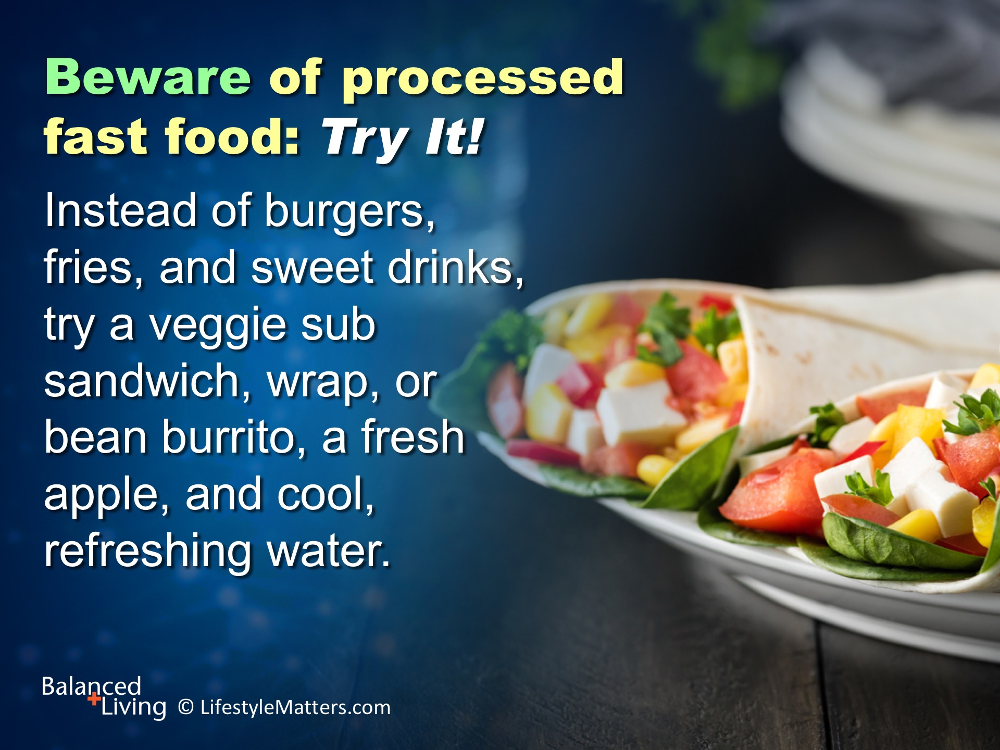 Beware of processed
fast food: Try It!
Instead of burgers,
fries, and sweet drinks,
try a veggie sub
sandwich, wrap, or
bean burrito, a fresh
apple, and cool,
refreshing water.
Balanced
Living © LifestyleMatters.com